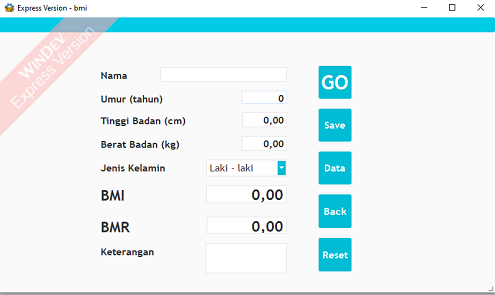 Express Version - bmi
WINDEV
Express Version
Nama
GO
Umur (tahun)
0
Tinggi Badan (cm)
0,00
Save
Berat Badan (kg)
0,00
Jenis Kelamin
Laki - laki
Data
BMI
0,00
Back
BMR
0,00
Keterangan
Reset